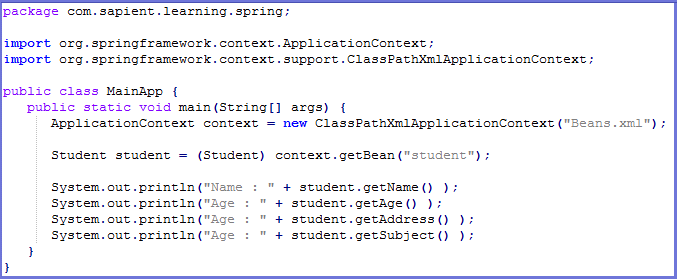 package com.sapient.learning.spring;
import org.springframework.context.ApplicationContext;
import org.springframework.context.support.ClassPathXmlApplicationContext;
public class MainApp {
public static void main(String[] args) {
ApplicationContext context = new ClassPathXmlApplicationContext("Beans.xml");
Student student = (Student) context.getBean("student");
System.out.println("Name : " + student.getName() );
System.out.println("Age : " + student.getAge() );
System.out.println("Age : " + student.getAddress() );
System.out.println("Age : " + student.getSubject() );
}
}